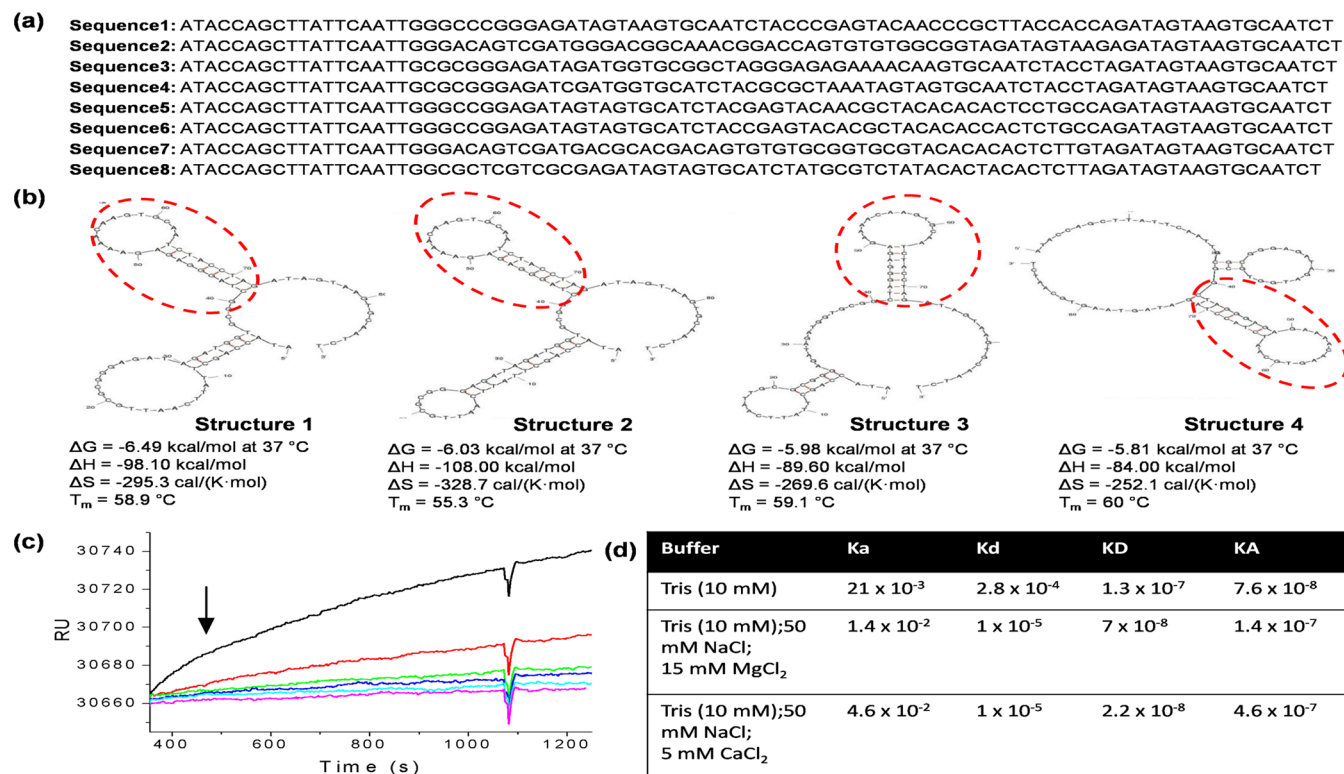 (a)
Sequence1: ATACCAGCTTATTCAATTGGGCCCGGGAGATAGTAAGTGCAATCTACCCGAGTACAACCCGCTTACCACCAGATAGTAAGTGCAATCT
Sequence2: ATACCAGCTTATTCAATTGGGACAGTCGATGGGACGGCAAACGGACCAGTGTGTGGCGGTAGATAGTAAGAGATAGTAAGTGCAATCT
Sequence3: ATACCAGCTTATTCAATTGCGCGGGAGATAGATGGTGCGGCTAGGGAGAGAAAACAAGTGCAATCTACCTAGATAGTAAGTGCAATCT
Sequence4: ATACCAGCTTATTCAATTGCGCGGGAGATCGATGGTGCATCTACGCGCTAAATAGTAGTGCAATCTACCTAGATAGTAAGTGCAATCT
Sequence5: ATACCAGCTTATTCAATTGGGCCGGGAGATAGTAGTGCATCTACGAGTACAACGCTACACACACTCCTGCCAGATAGTAAGTGCAATCT
Sequence6: ATACCAGCTTATTCAATTGGGCCGGAGATAGTAGTGCATCTACCGAGTACACGCTACACACCACTCTGCCAGATAGTAAGTGCAATCT
Sequence7: ATACCAGCTTATTCAATTGGGACAGTCGATGACGCACGACAGTGTGTGCGGTGCGTACACACACTCTTGTAGATAGTAAGTGCAATCT
Sequence8: ATACCAGCTTATTCAATTGGCGCTCGTCGCGAGATAGTAGTGCATCTATGCGTCTATACACTACACTCTTAGATAGTAAGTGCAATCT
(b)
Structure 1
ΔG = -6.49 kcal/mol at 37 °C
ΔH = -98.10 kcal/mol
ΔS = -295.3 cal/(K·mol)
Tm = 58.9 °C
Structure 2
ΔG = -6.03 kcal/mol at 37 °C
ΔH = -108.00 kcal/mol
ΔS = -328.7 cal/(K·mol)
Tm = 55.3 °C
Structure 3
ΔG = -5.98 kcal/mol at 37 °C
ΔH = -89.60 kcal/mol
ΔS = -269.6 cal/(K·mol)
Tm = 59.1 °C
Structure 4
ΔG = -5.81 kcal/mol at 37 °C
ΔH = -84.00 kcal/mol
ΔS = -252.1 cal/(K·mol)
Tm = 60 °C
(c)
RU
30740
30720
30700
30680
30660
400 600 800 1000 1200
Time (s)
(d)
Buffer Ka Kd KD KA
Tris (10 mM) 21 x 10-3 2.8 x 10-4 1.3 x 10-7 7.6 x 10-8
Tris (10 mM);50 1.4 x 10-2 1 x 10-5 7 x 10-8 1.4 x 10-7
mM NaCl;
15 mM MgCl2
Tris (10 mM);50 4.6 x 10-2 1 x 10-5 2.2 x 10-8 4.6 x 10-7
mM NaCl;
5 mM CaCl2